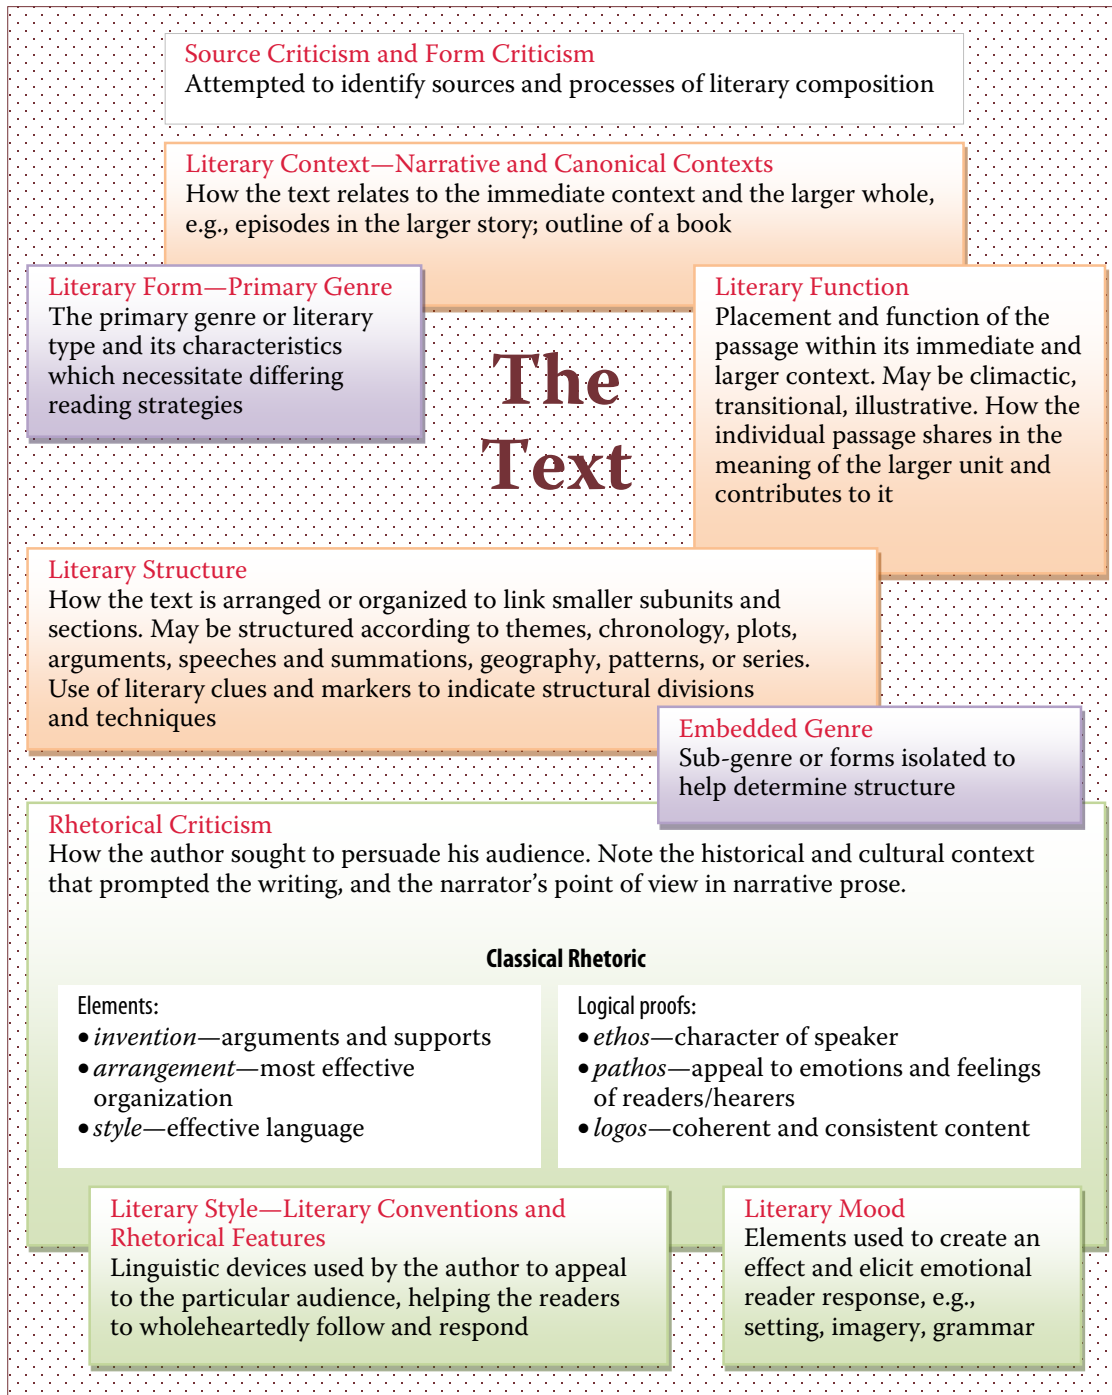 Source Criticism and Form Criticism
Attempted to identify sources and processes of literary composition
Literary Context—Narrative and Canonical Contexts
How the text relates to the immediate context and the larger whole,
e.g., episodes in the larger story; outline of a book
Literary Form—Primary Genre
The primary genre or literary
type and its characteristics
which necessitate differing
reading strategies
The
Text
Literary Function
Placement and function of the
passage within its immediate and
larger context. May be climactic,
transitional, illustrative. How the
individual passage shares in the
meaning of the larger unit and
contributes to it
Literary Structure
How the text is arranged or organized to link smaller subunits and
sections. May be structured according to themes, chronology, plots,
arguments, speeches and summations, geography, patterns, or series.
Use of literary clues and markers to indicate structural divisions
and techniques
Embedded Genre
Sub-genre or forms isolated to
help determine structure
Rhetorical Criticism
How the author sought to persuade his audience. Note the historical and cultural context
that prompted the writing, and the narrator’s point of view in narrative prose.
Classical Rhetoric
Elements:
• invention—arguments and supports
• arrangement—most effective
organization
• style—effective language
Logical proofs:
• ethos—character of speaker
• pathos—appeal to emotions and feelings
of readers/hearers
• logos—coherent and consistent content
Literary Style—Literary Conventions and
Rhetorical Features
Linguistic devices used by the author to appeal
to the particular audience, helping the readers
to wholeheartedly follow and respond
Literary Mood
Elements used to create an
effect and elicit emotional
reader response, e.g.,
setting, imagery, grammar